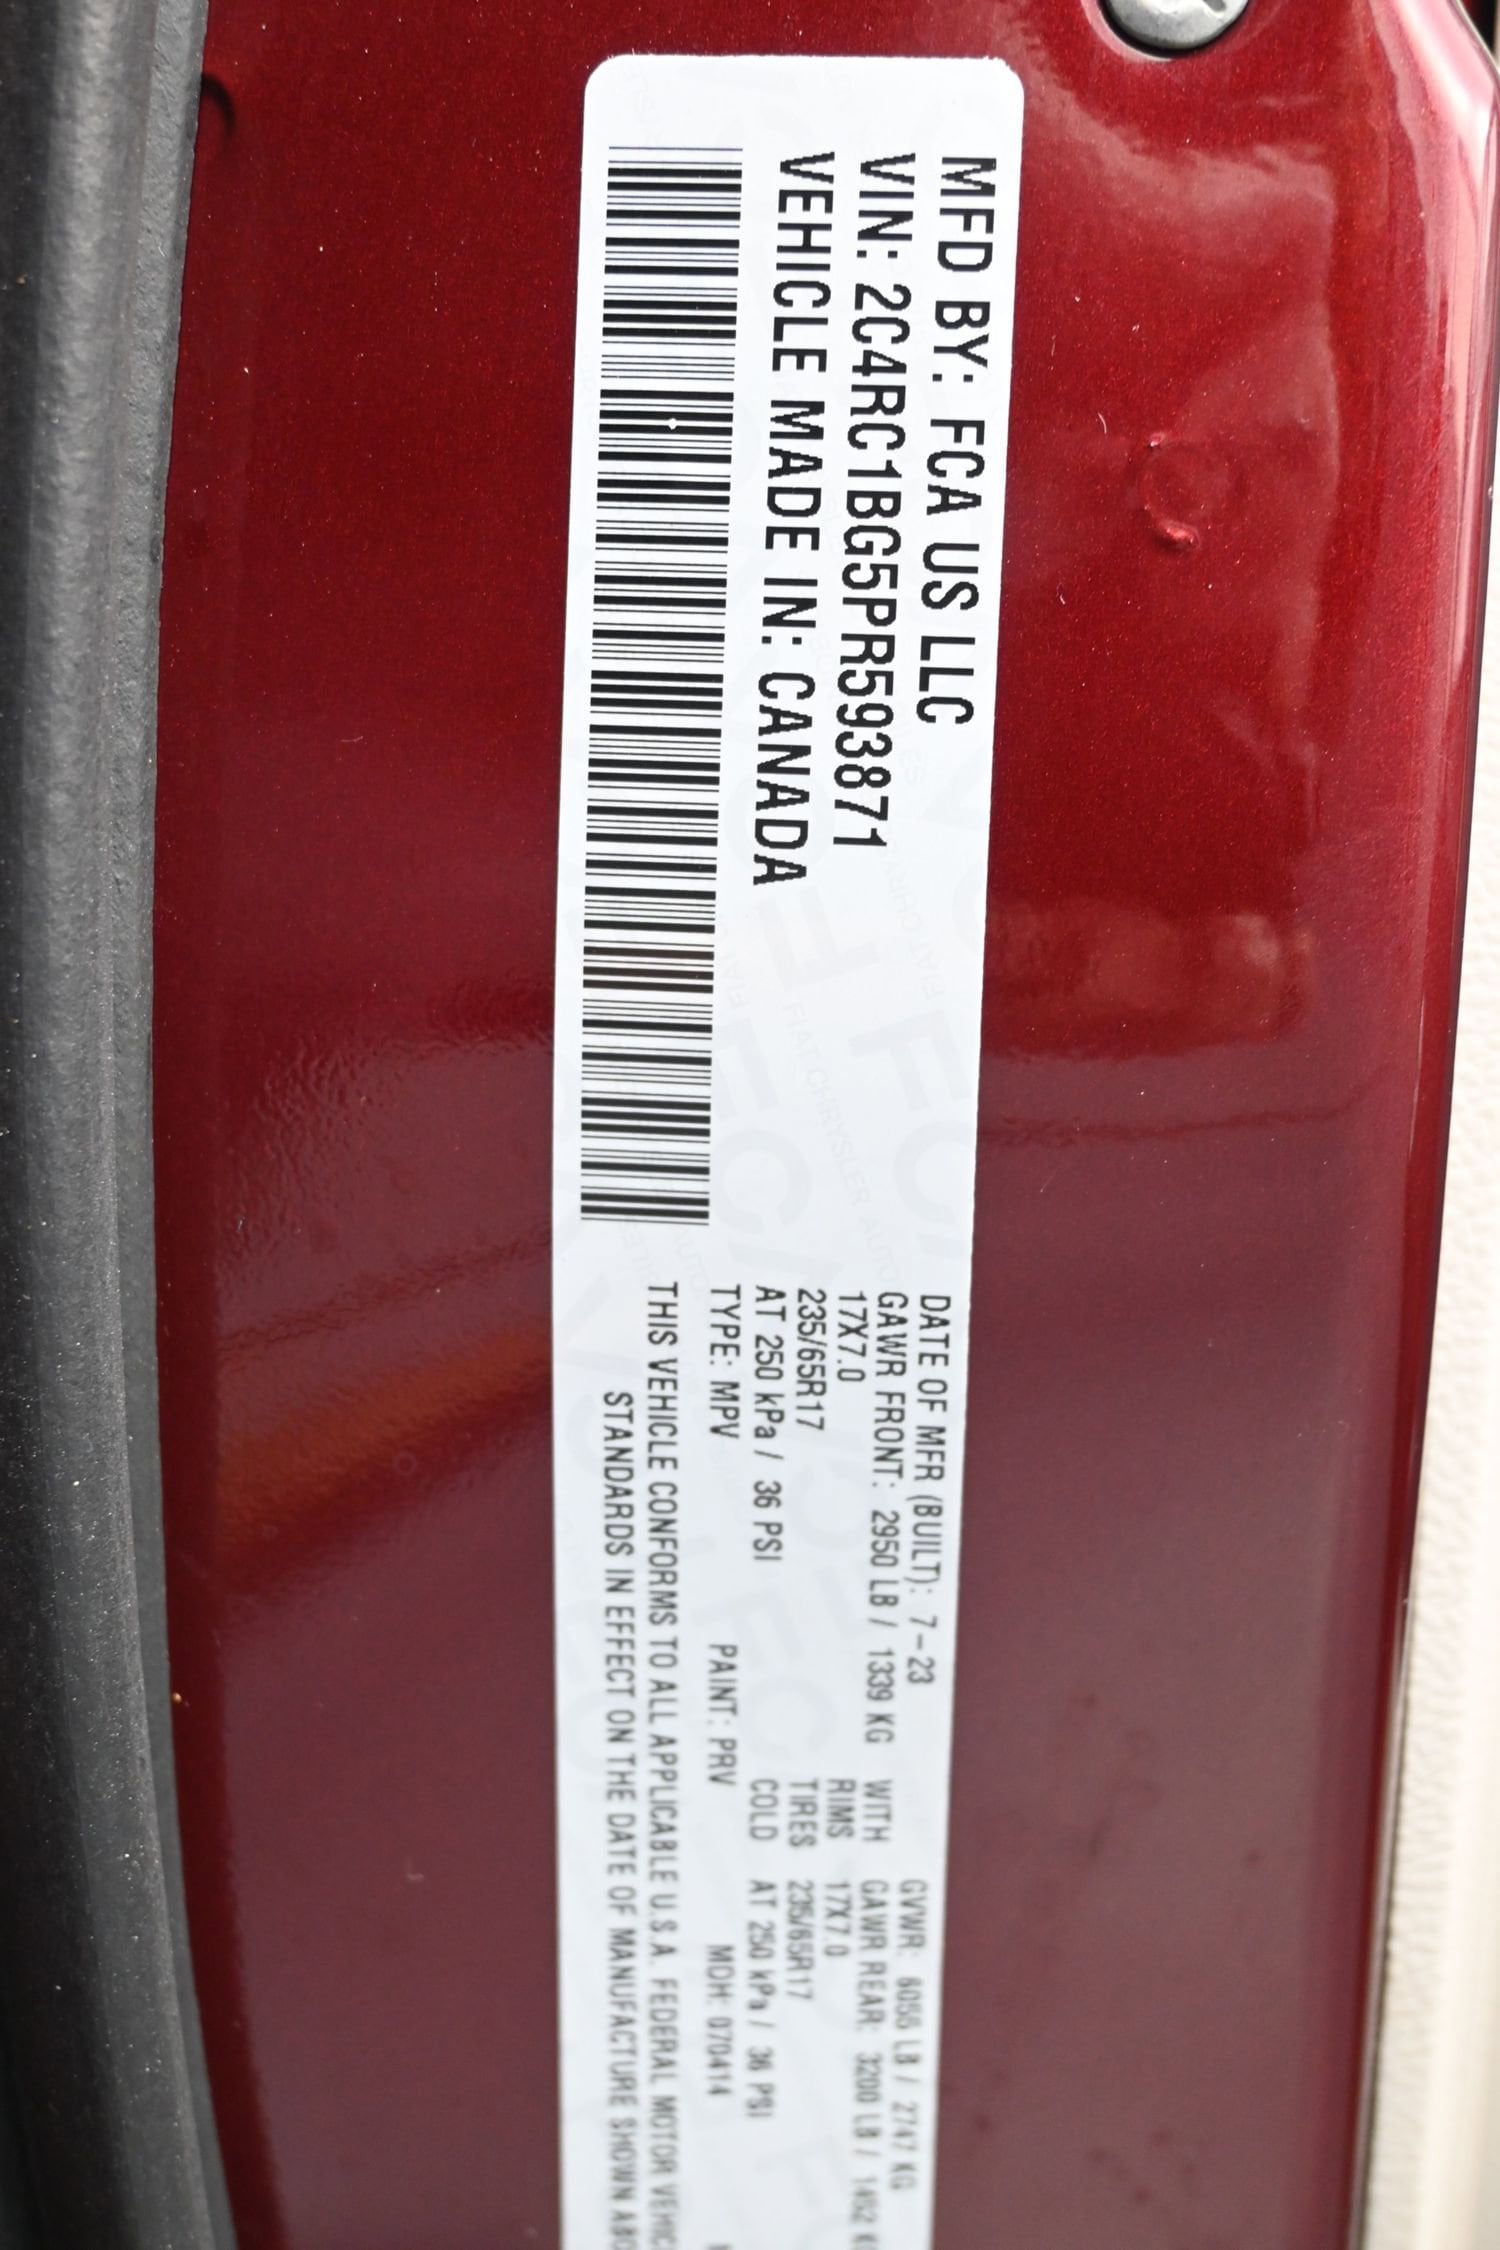 MFD BY: FCA US LLC
VIN: 2C4RC1BG5PR593871
VEHICLE MADE IN: CANADA
DATE OF MFR (BUILT): 7-23 GVWR: 6055 LB / 2747 KG
GAWR FRONT: 2950 LB / 1339 KG WITH GAWR REAR: 3200 LB / 1452
17X7.0 RIMS 17X7.0
235/65R17 TIRES 235/65R17
AT 250 kPa / 36 PSI COLD AT 250 kPa / 36 PSI
TYPE: MPV PAINT: PRV MDH: 070414
THIS VEHICLE CONFORMS TO ALL APPLICABLE U.S.A. FEDERAL MOTOR VEHIC
STANDARDS IN EFFECT ON THE DATE OF MANUFACTURE SHOWN ABO